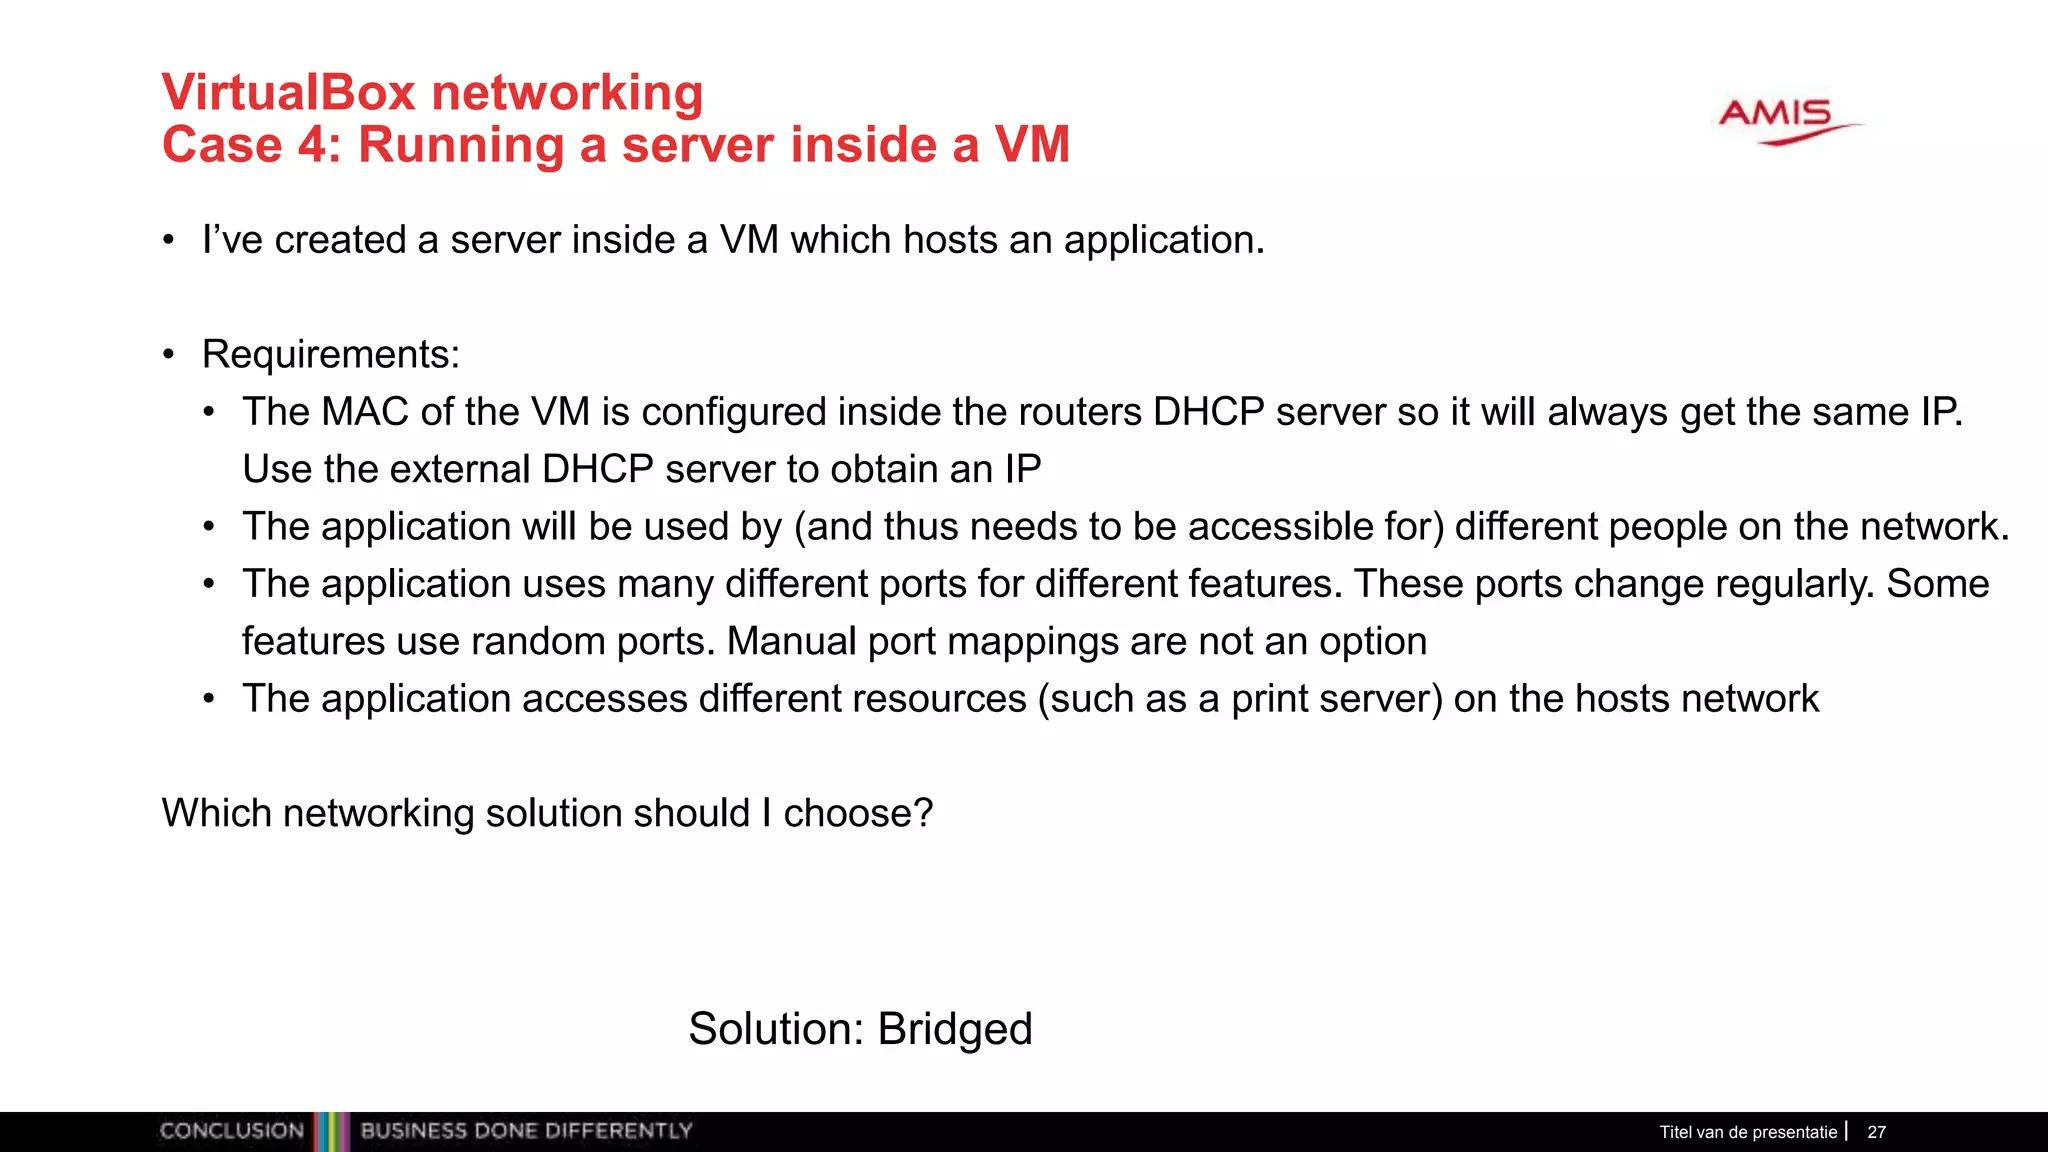 VirtualBox networking
Case 4: Running a server inside a VM
AMIS
• I’ve created a server inside a VM which hosts an application.
• Requirements:
• The MAC of the VM is configured inside the routers DHCP server so it will always get the same IP.
Use the external DHCP server to obtain an IP
• The application will be used by (and thus needs to be accessible for) different people on the network.
• The application uses many different ports for different features. These ports change regularly. Some
features use random ports. Manual port mappings are not an option
• The application accesses different resources (such as a print server) on the hosts network
Which networking solution should I choose?
Solution: Bridged
CONCLUSION BUSINESS DONE DIFFERENTLY
Titel van de presentatie | 27